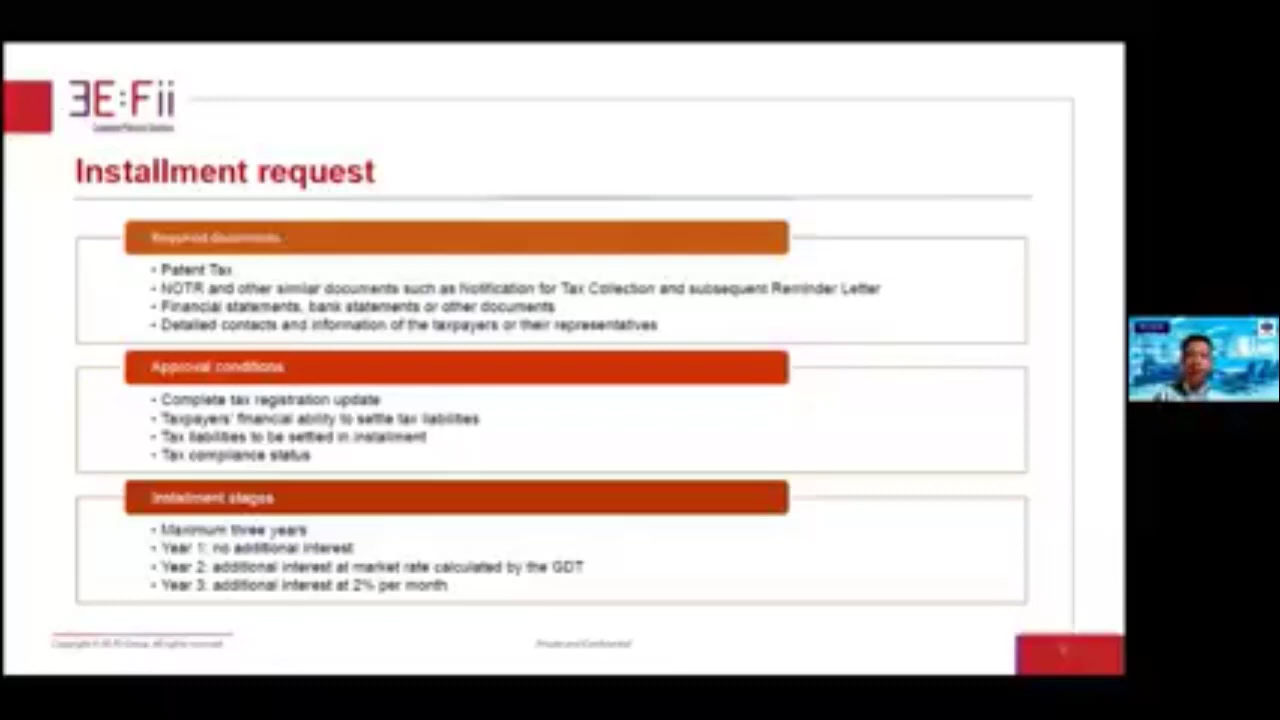 3E:Fii
Installment request
Required documents
• Patent Tax
• NOTR and other similar documents such as Notification for Tax Collection and subsequent Reminder Letter
• Financial statements, bank statements or other documents
• Detailed contacts and information of the taxpayers or their representatives
Approval conditions
• Complete tax registration update
• Taxpayers' financial ability to settle tax liabilities
• Tax liabilities to be settled in installment
• Tax compliance status
Installment stages
• Maximum three years
• Year 1: no additional interest
• Year 2: additional interest at market rate calculated by the GDT
• Year 3: additional interest at 2% per month
Private and Confidential